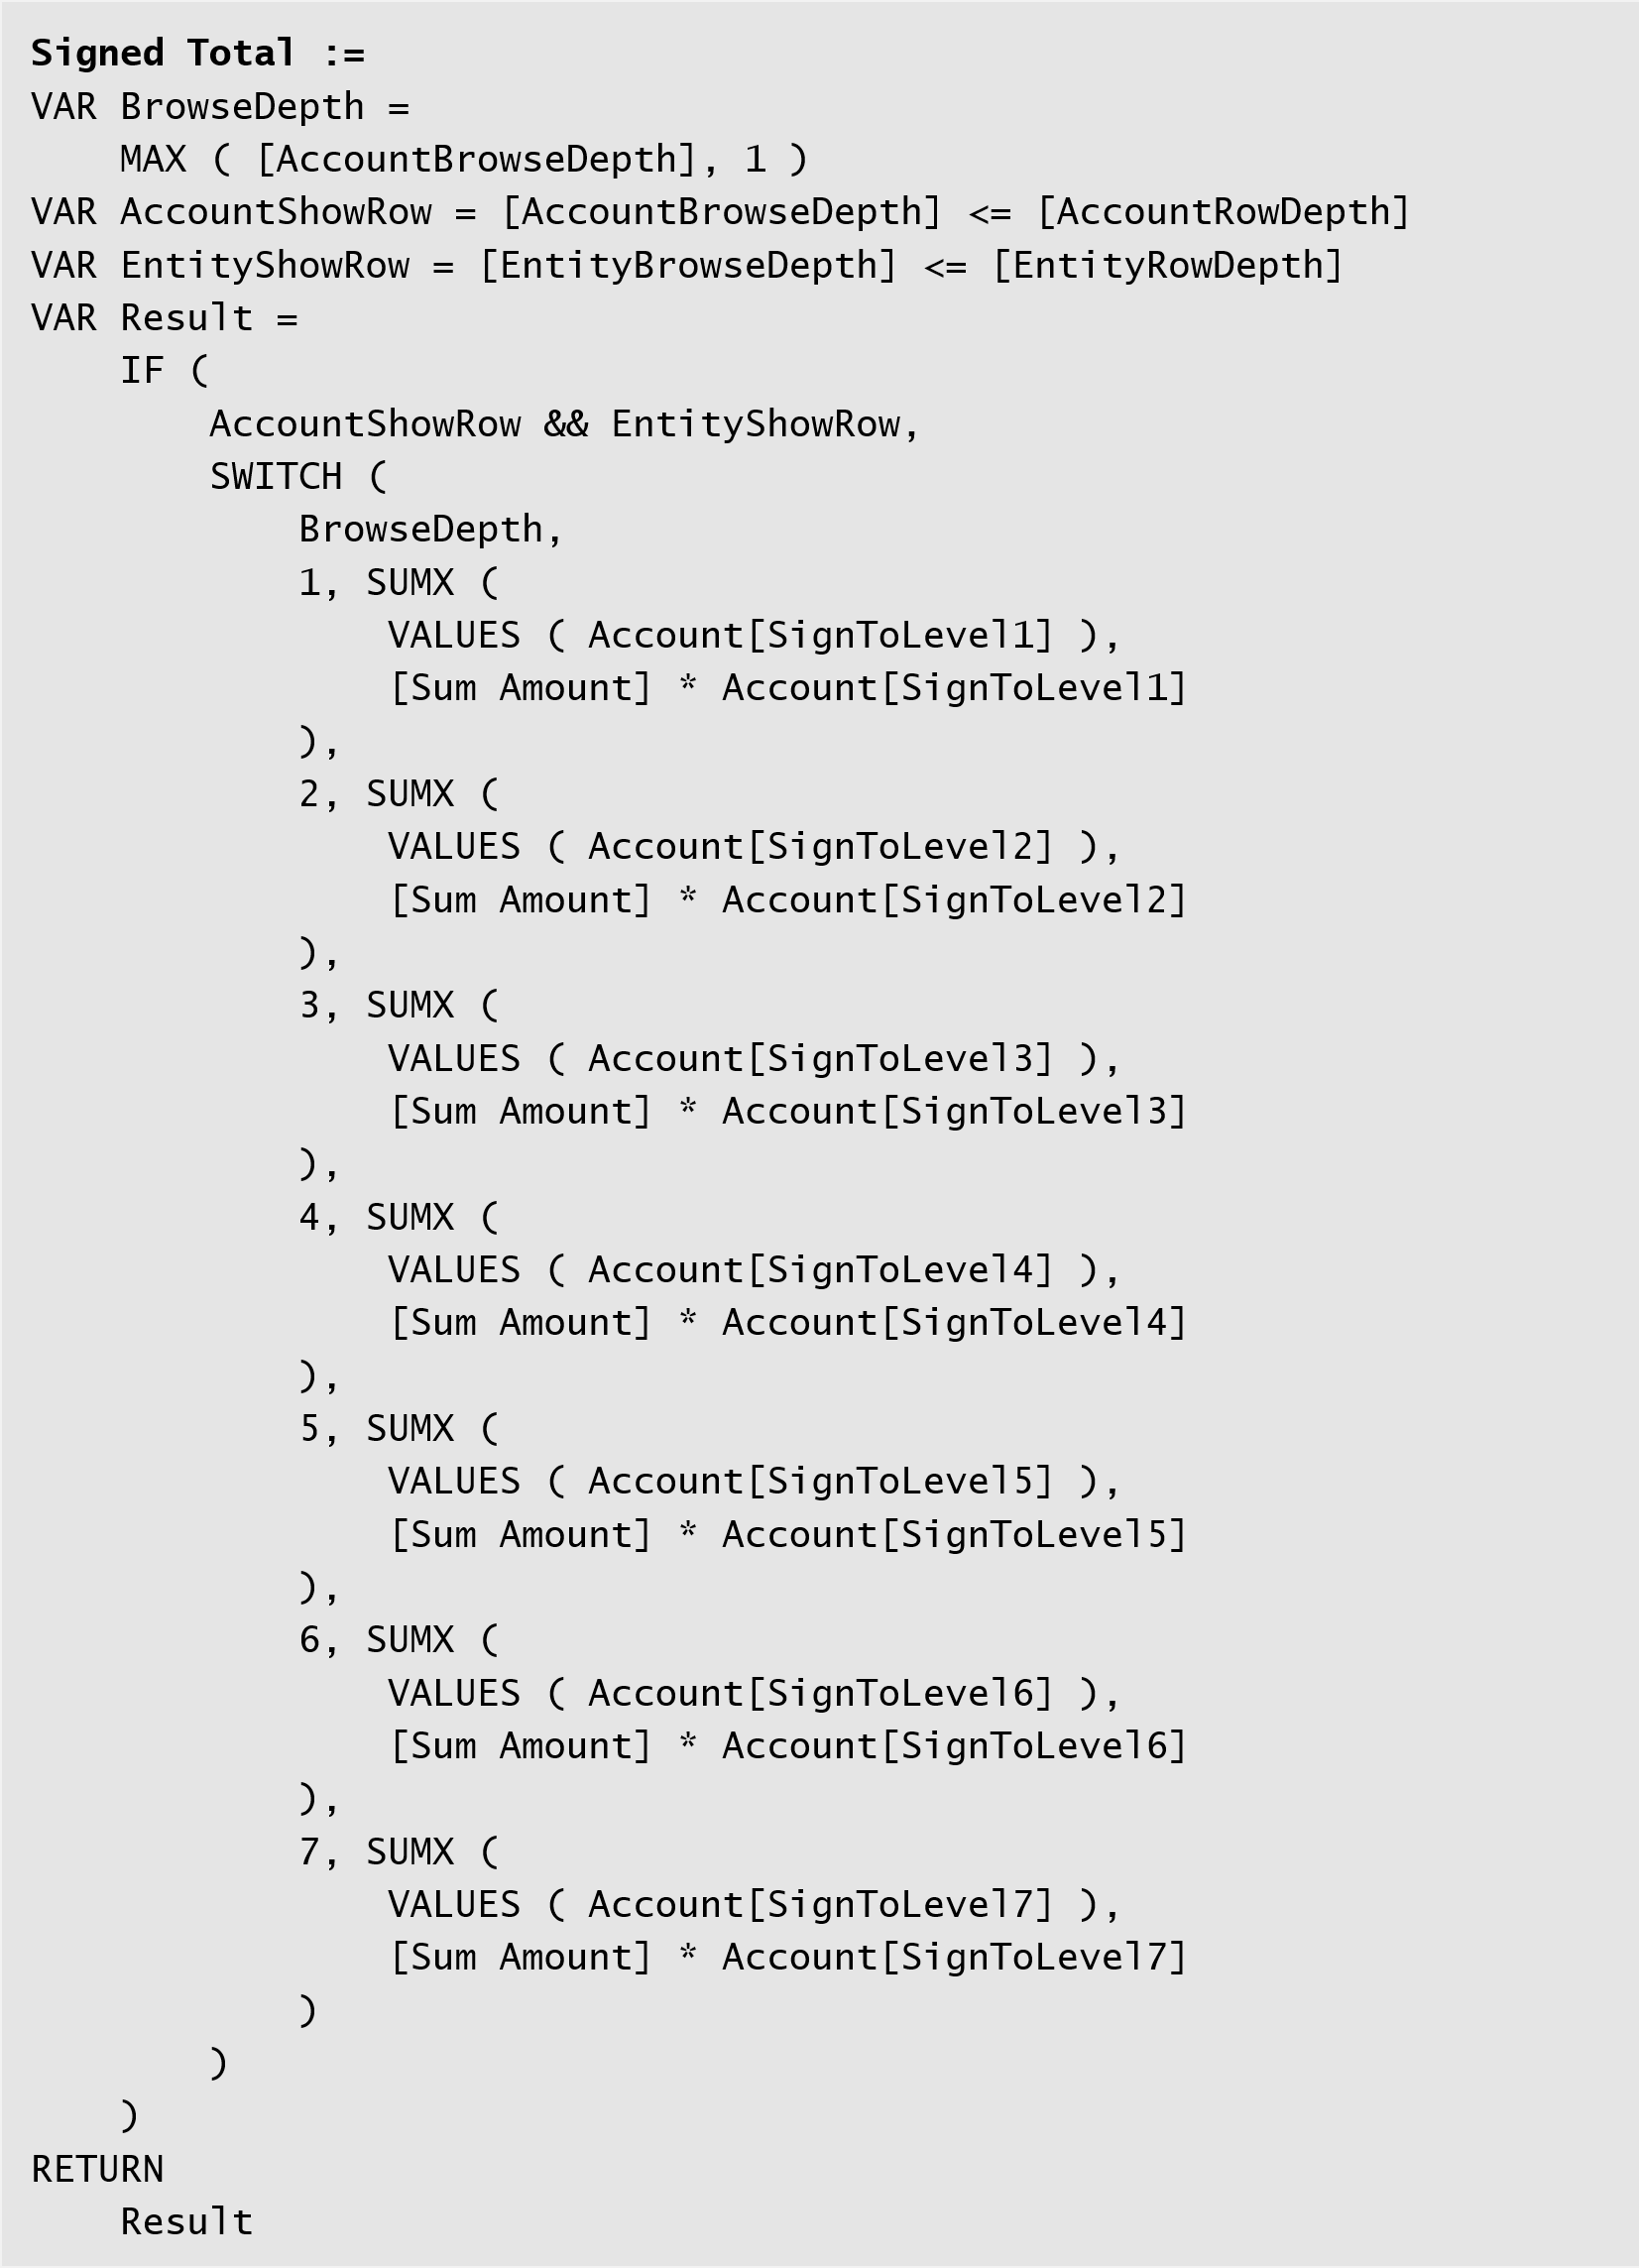 Signed Total :=
VAR BrowseDepth =
    MAX ( [AccountBrowseDepth], 1 )
VAR AccountShowRow = [AccountBrowseDepth] <= [AccountRowDepth]
VAR EntityShowRow = [EntityBrowseDepth] <= [EntityRowDepth]
VAR Result =
    IF (
        AccountShowRow && EntityShowRow,
        SWITCH (
            BrowseDepth,
            1, SUMX (
                VALUES ( Account[SignToLevel1] ),
                [Sum Amount] * Account[SignToLevel1]
            ),
            2, SUMX (
                VALUES ( Account[SignToLevel2] ),
                [Sum Amount] * Account[SignToLevel2]
            ),
            3, SUMX (
                VALUES ( Account[SignToLevel3] ),
                [Sum Amount] * Account[SignToLevel3]
            ),
            4, SUMX (
                VALUES ( Account[SignToLevel4] ),
                [Sum Amount] * Account[SignToLevel4]
            ),
            5, SUMX (
                VALUES ( Account[SignToLevel5] ),
                [Sum Amount] * Account[SignToLevel5]
            ),
            6, SUMX (
                VALUES ( Account[SignToLevel6] ),
                [Sum Amount] * Account[SignToLevel6]
            ),
            7, SUMX (
                VALUES ( Account[SignToLevel7] ),
                [Sum Amount] * Account[SignToLevel7]
            )
        )
    )
RETURN
    Result